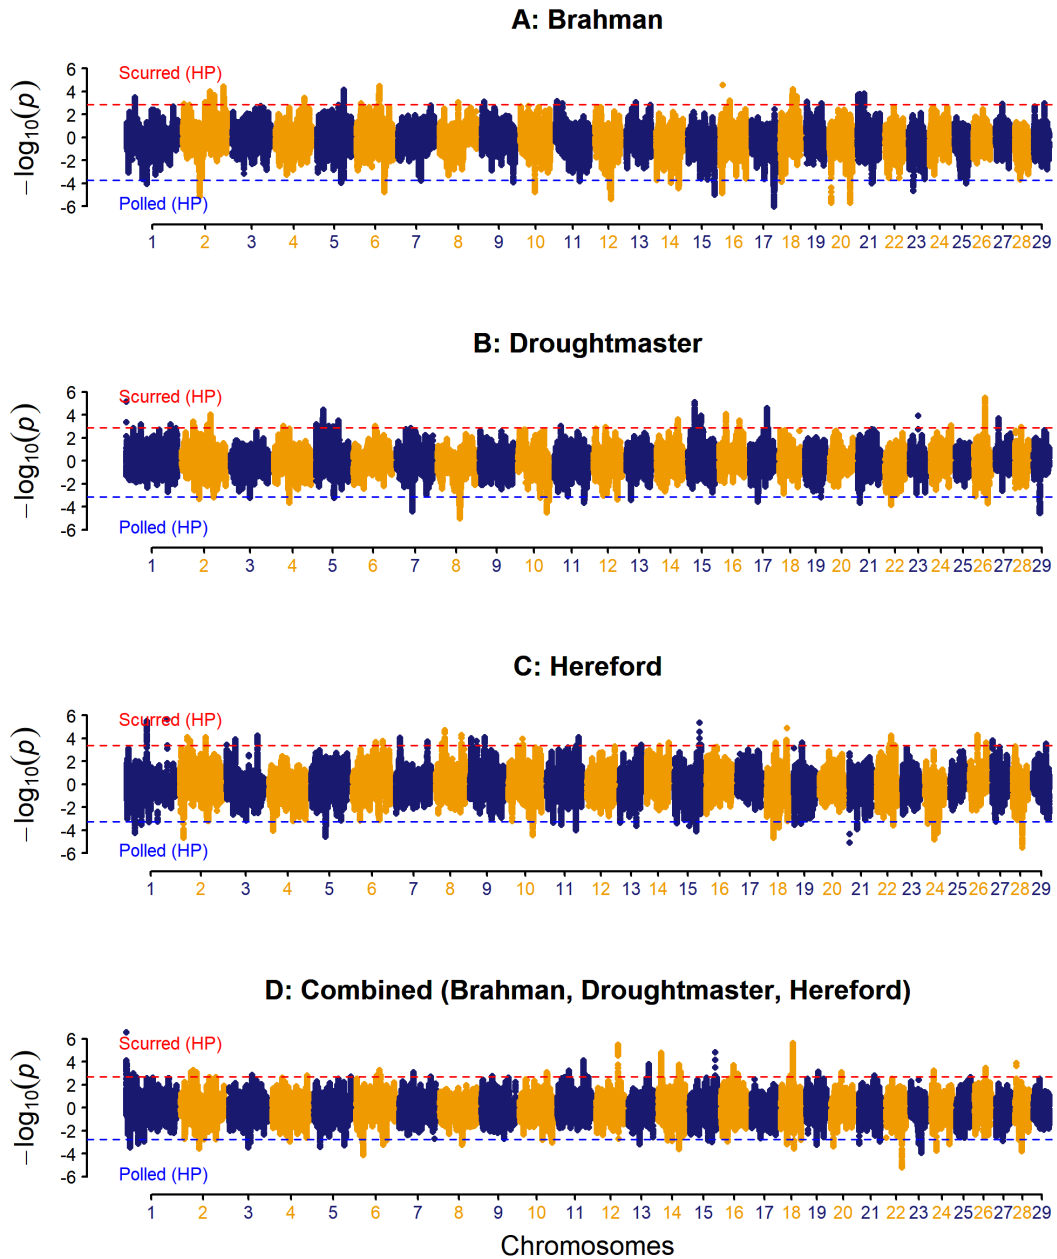 A: Brahman
6
Scurred (HP)
4
2
0
-2
-4
-6
−log10(p)
Polled (HP)
1 2 3 4 5 6 7 8 9 10 11 12 13 14 15 16 17 18 19 20 21 22 23 24 25 26 27 28 29
B: Droughtmaster
6
Scurred (HP)
4
2
0
-2
-4
-6
−log10(p)
Polled (HP)
1 2 3 4 5 6 7 8 9 10 11 12 13 14 15 16 17 18 19 20 21 22 23 24 25 26 27 28 29
C: Hereford
6
Scurred (HP)
4
2
0
-2
-4
-6
−log10(p)
Polled (HP)
1 2 3 4 5 6 7 8 9 10 11 12 13 14 15 16 17 18 19 20 21 22 23 24 25 26 27 28 29
D: Combined (Brahman, Droughtmaster, Hereford)
6
Scurred (HP)
4
2
0
-2
-4
-6
−log10(p)
Polled (HP)
1 2 3 4 5 6 7 8 9 10 11 12 13 14 15 16 17 18 19 20 21 22 23 24 25 26 27 28 29
Chromosomes